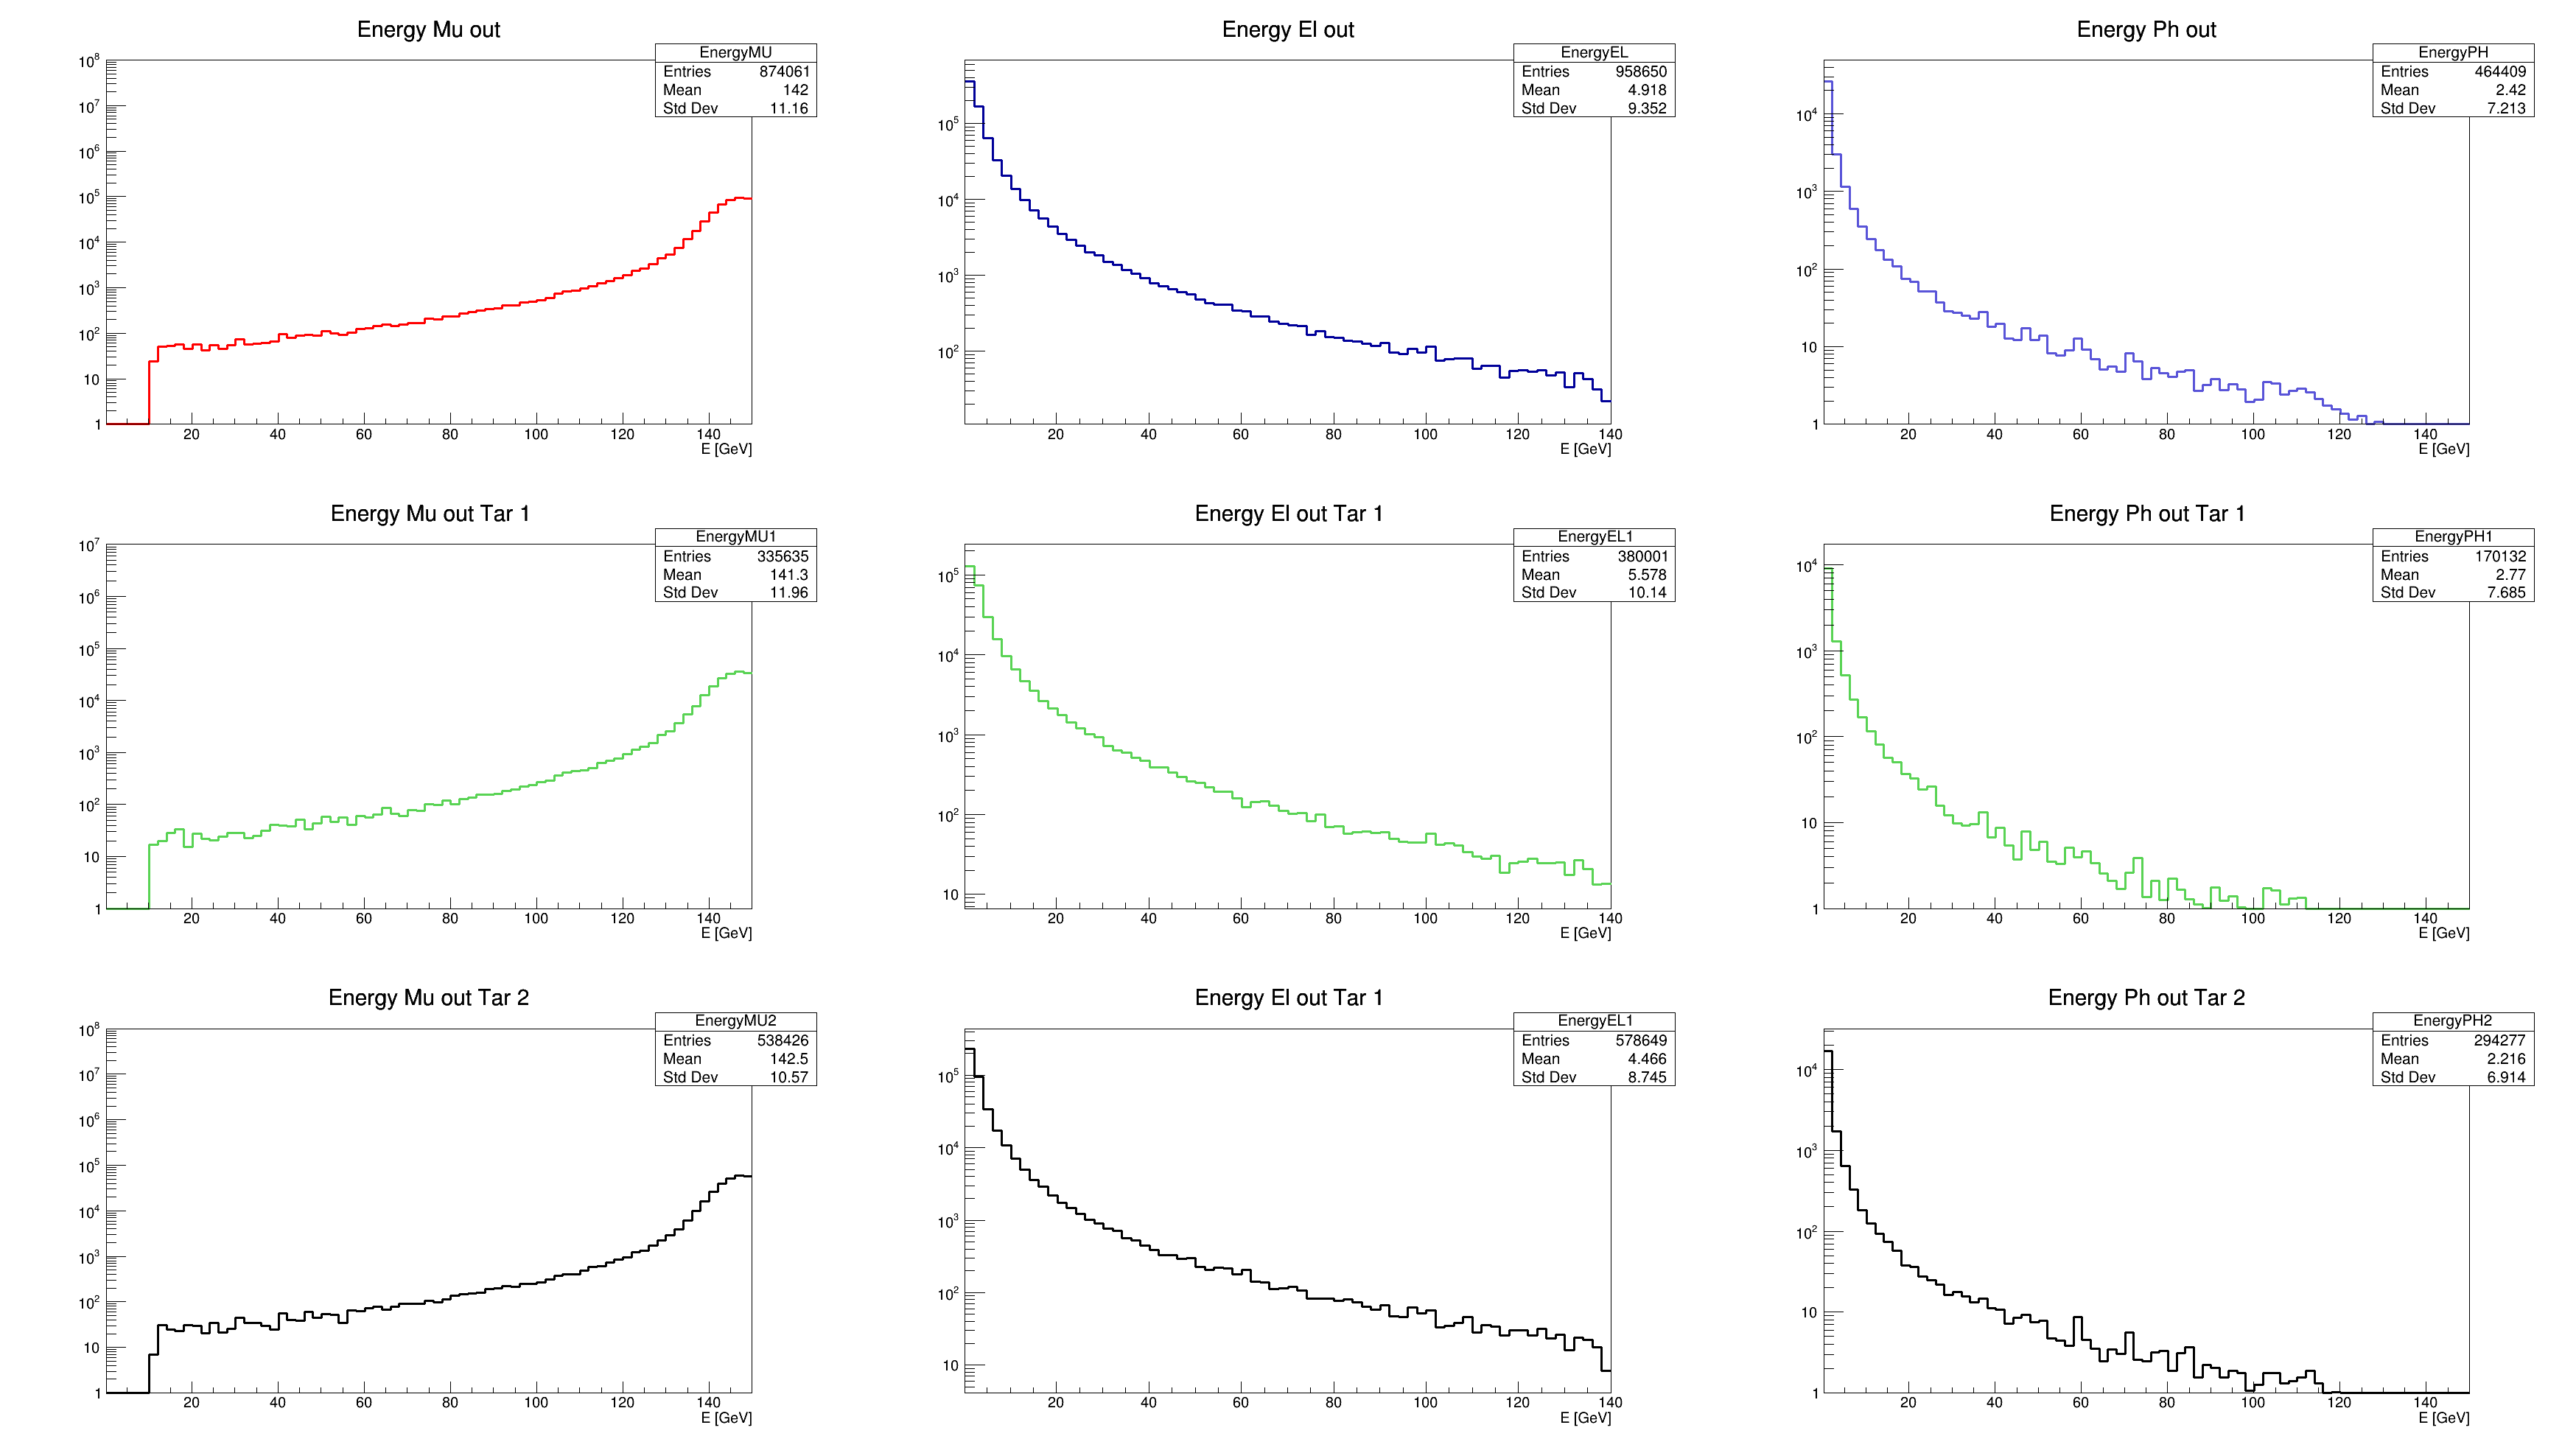 Energy Mu out
EnergyMU
Entries 874061
Mean 142
Std Dev 11.16
10^8
10^7
10^6
10^5
10^4
10^3
10^2
10
1
20 40 60 80 100 120 140
E [GeV]
Energy El out
EnergyEL
Entries 958650
Mean 4.918
Std Dev 9.352
10^5
10^4
10^3
10^2
20 40 60 80 100 120 140
E [GeV]
Energy Ph out
EnergyPH
Entries 464409
Mean 2.42
Std Dev 7.213
10^4
10^3
10^2
10
1
20 40 60 80 100 120 140
E [GeV]
Energy Mu out Tar 1
EnergyMU1
Entries 335635
Mean 141.3
Std Dev 11.96
10^7
10^6
10^5
10^4
10^3
10^2
10
1
20 40 60 80 100 120 140
E [GeV]
Energy El out Tar 1
EnergyEL1
Entries 380001
Mean 5.578
Std Dev 10.14
10^5
10^4
10^3
10^2
10
20 40 60 80 100 120 140
E [GeV]
Energy Ph out Tar 1
EnergyPH1
Entries 170132
Mean 2.77
Std Dev 7.685
10^4
10^3
10^2
10
1
20 40 60 80 100 120 140
E [GeV]
Energy Mu out Tar 2
EnergyMU2
Entries 538426
Mean 142.5
Std Dev 10.57
10^8
10^7
10^6
10^5
10^4
10^3
10^2
10
1
20 40 60 80 100 120 140
E [GeV]
Energy El out Tar 1
EnergyEL1
Entries 578649
Mean 4.466
Std Dev 8.745
10^5
10^4
10^3
10^2
10
20 40 60 80 100 120 140
E [GeV]
Energy Ph out Tar 2
EnergyPH2
Entries 294277
Mean 2.216
Std Dev 6.914
10^4
10^3
10^2
10
1
20 40 60 80 100 120 140
E [GeV]